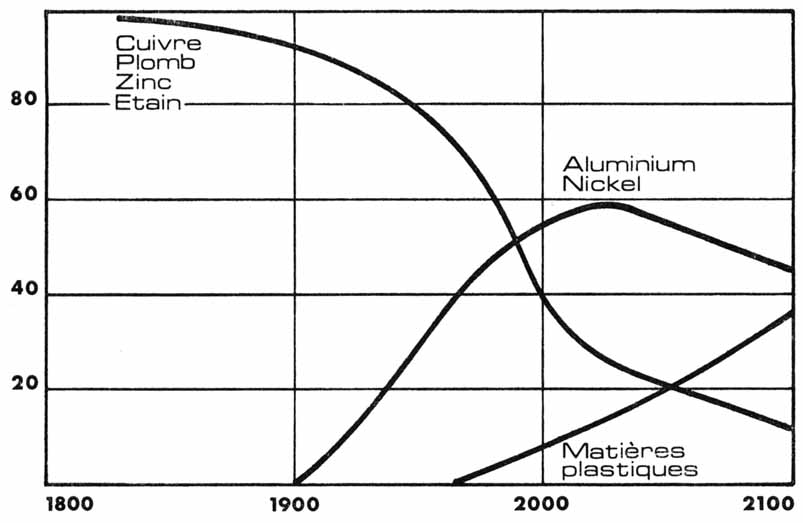 Cuivre
Plomb
Zinc
Etain
80
Aluminium
Nickel
60
40
20
Matières
plastiques
1800 1900 2000 2100